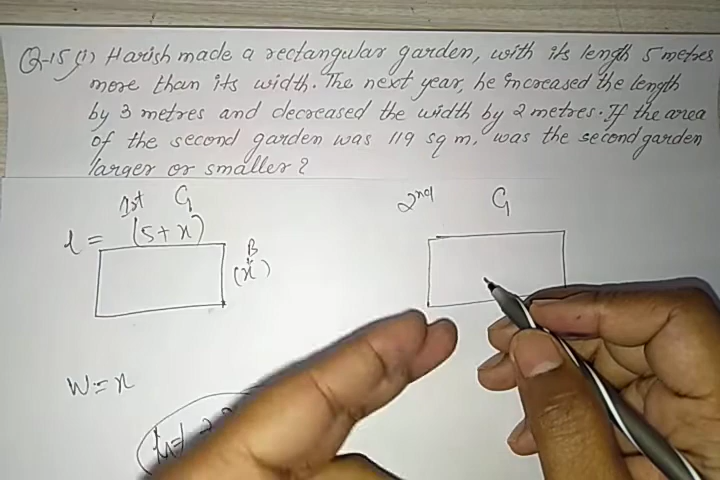 Q-15 (i) Harish made a rectangular garden, with its length 5 metres
more than its width. The next year, he increased the length
by 3 metres and decreased the width by 2 metres. If the area
of the second garden was 119 sq m, was the second garden
larger or smaller?
1st G
2nd G
l = (5+x)
B
(x)
W = x